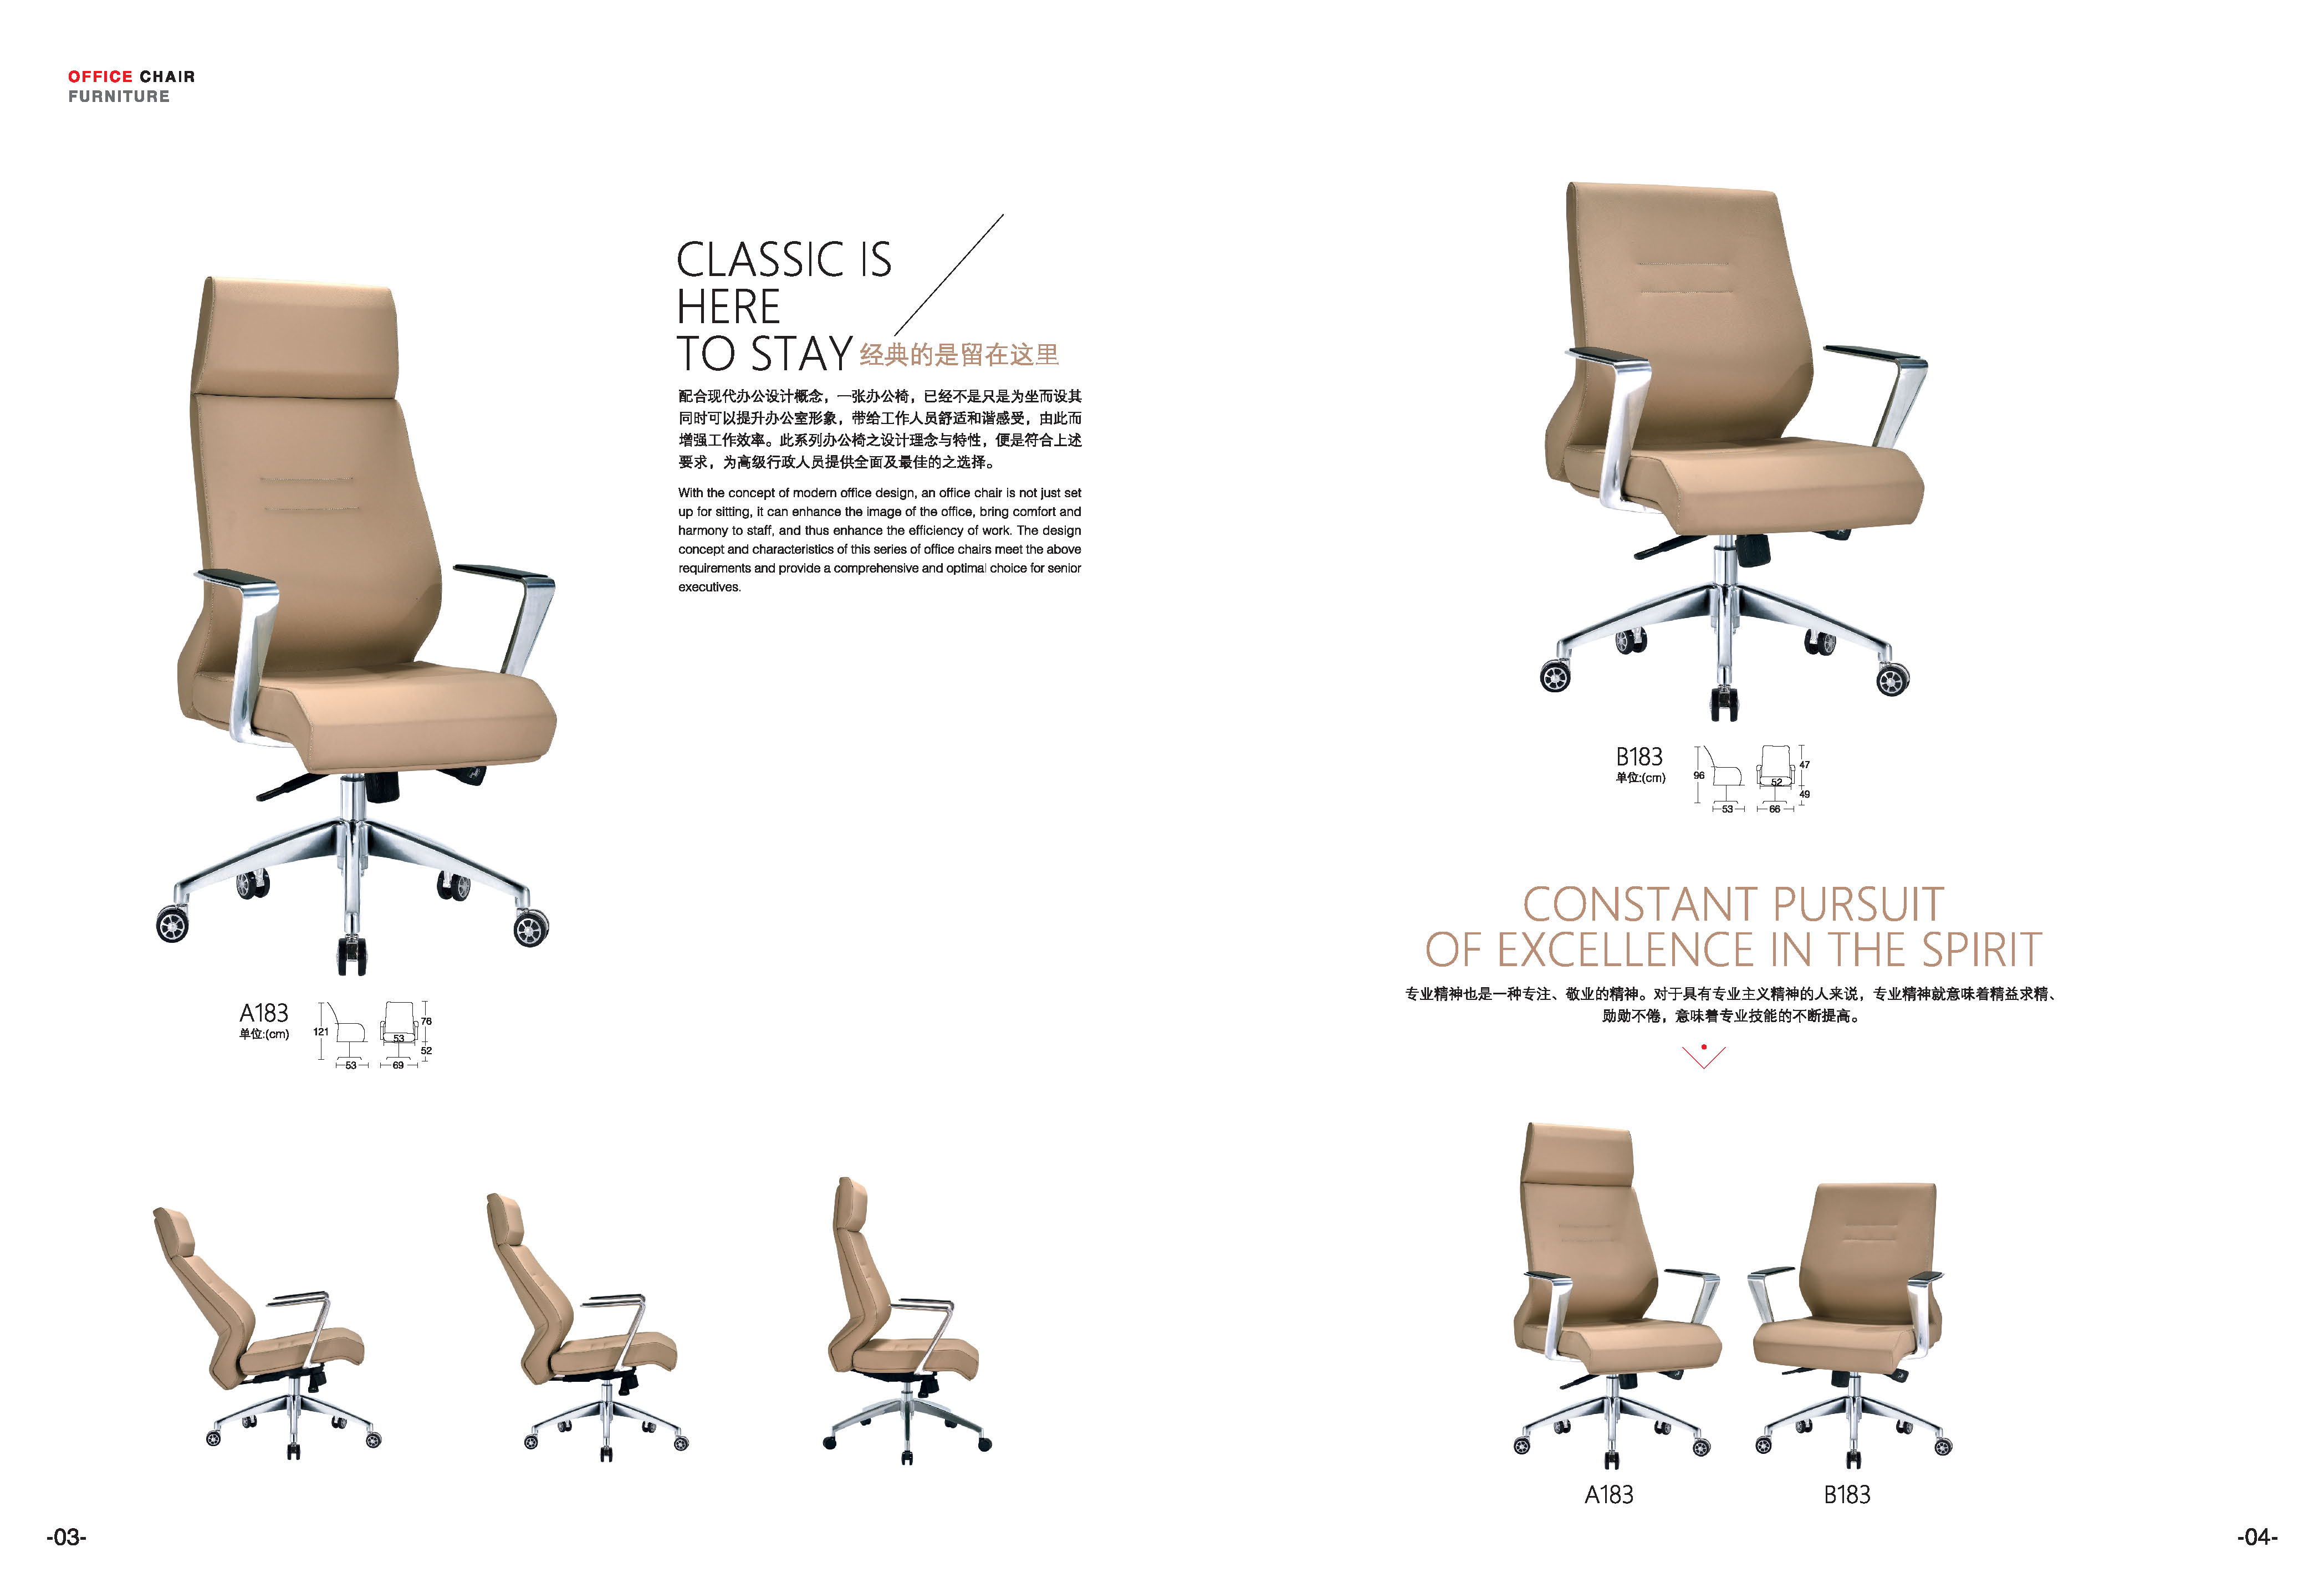 OFFICE CHAIR
FURNITURE
CLASSIC IS
HERE
TO STAY 经典的是留在这里
配合现代办公设计概念，一张办公椅，已经不是只是为坐而设其
同时可以提升办公室形象，带给工作人员舒适和谐感受，由此而
增强工作效率。此系列办公椅之设计理念与特性，便是符合上述
要求，为高级行政人员提供全面及最佳的之选择。
With the concept of modern office design, an office chair is not just set
up for sitting, it can enhance the image of the office, bring comfort and
harmony to staff, and thus enhance the efficiency of work. The design
concept and characteristics of this series of office chairs meet the above
requirements and provide a comprehensive and optimal choice for senior
executives.
A183
单位:(cm)
121
53
53
69
76
52
-03-
B183
单位:(cm)
96
53
52
66
47
49
CONSTANT PURSUIT
OF EXCELLENCE IN THE SPIRIT
专业精神也是一种专注、敬业的精神。对于具有专业主义精神的人来说，专业精神就意味着精益求精、
勋勋不倦，意味着专业技能的不断提高。
A183
B183
-04-